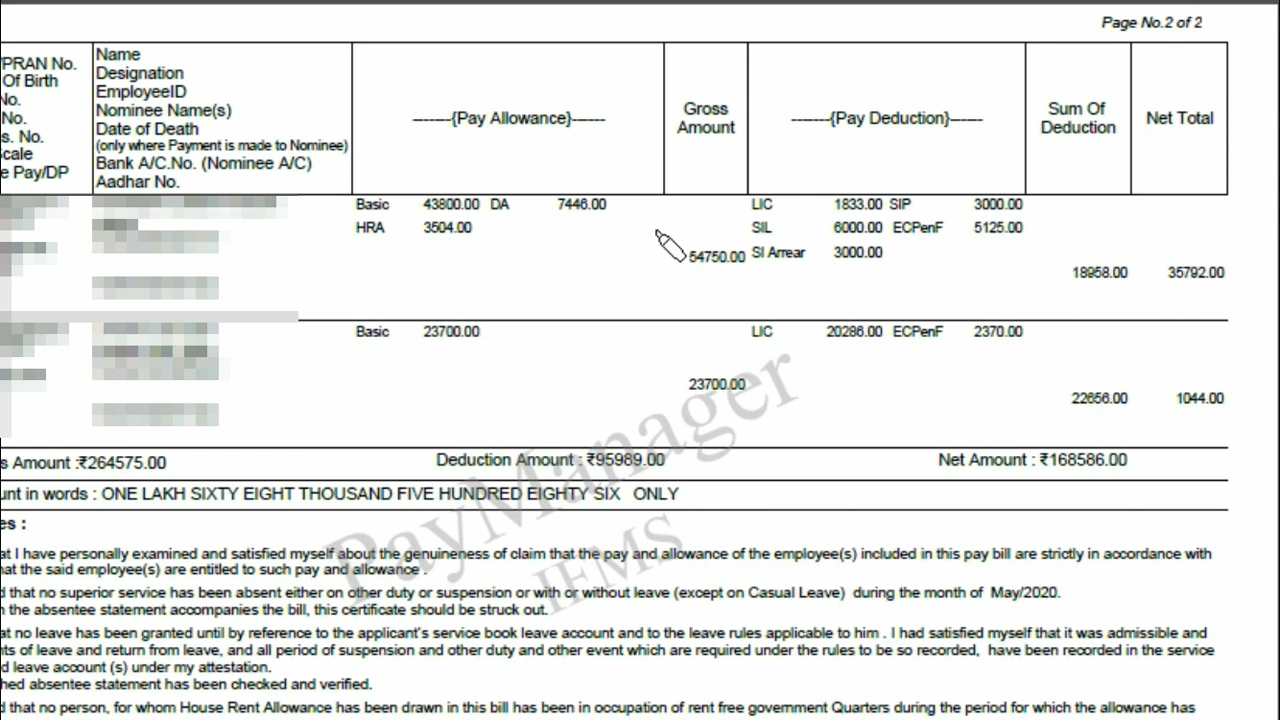 Page No.2 of 2
PRAN No.
Of Birth
No.
No.
s. No.
Scale
e Pay/DP
Name
Designation
EmployeeID
Nominee Name(s)
Date of Death
(only where Payment is made to Nominee)
Bank A/C.No. (Nominee A/C)
Aadhar No.
-------{Pay Allowance}------
Gross
Amount
-------{Pay Deduction}------
Sum Of
Deduction
Net Total
Basic 43800.00 DA 7446.00 LIC 1833.00 SIP 3000.00
HRA 3504.00 SIL 6000.00 ECPenF 5125.00
54750.00 SI Arrear 3000.00
18958.00 35792.00
Basic 23700.00 LIC 20286.00 ECPenF 2370.00
23700.00
22656.00 1044.00
s Amount :₹264575.00 Deduction Amount : ₹95989.00 Net Amount : ₹168586.00
unt in words : ONE LAKH SIXTY EIGHT THOUSAND FIVE HUNDRED EIGHTY SIX ONLY
es :
at I have personally examined and satisfied myself about the genuineness of claim that the pay and allowance of the employee(s) included in this pay bill are strictly in accordance with
hat the said employee(s) are entitled to such pay and allowance .
d that no superior service has been absent either on other duty or suspension or with or without leave (except on Casual Leave) during the month of May/2020.
n the absentee statement accompanies the bill, this certificate should be struck out.
at no leave has been granted until by reference to the applicant's service book leave account and to the leave rules applicable to him . I had satisfied myself that it was admissible and
nts of leave and return from leave, and all period of suspension and other duty and other event which are required under the rules to be so recorded, have been recorded in the service
d leave account (s) under my attestation.
hed absentee statement has been checked and verified.
d that no person, for whom House Rent Allowance has been drawn in this bill has been in occupation of rent free government Quarters during the period for which the allowance has
PayManager
IFMS